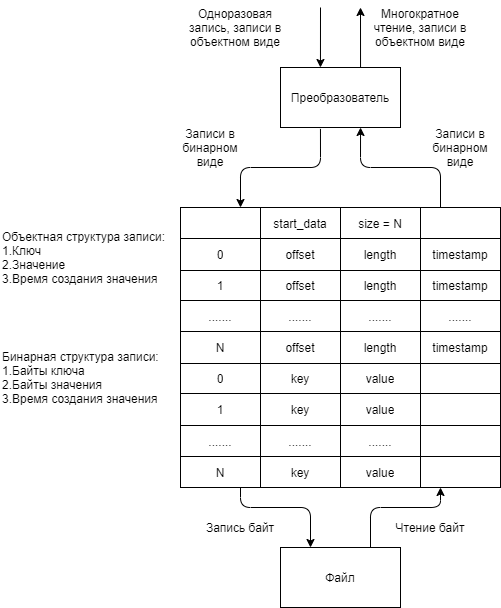 Одноразовая
запись, записи в
объектном виде
Многократное
чтение, записи в
объектном виде
Преобразователь
Записи в
бинарном
виде
Записи в
бинарном
виде
start_data size = N
Объектная структура записи:
1.Ключ
2.Значение
3.Время создания значения
0 offset length timestamp
1 offset length timestamp
....... ....... ....... .......
N offset length timestamp
Бинарная структура записи:
1.Байты ключа
2.Байты значения
3.Время создания значения
0 key value
1 key value
....... ....... .......
N key value
Запись байт
Чтение байт
Файл